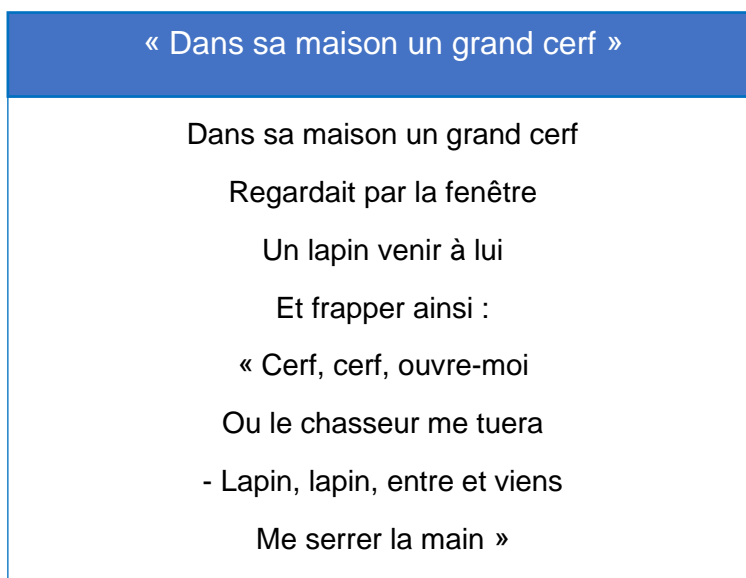 « Dans sa maison un grand cerf »
Dans sa maison un grand cerf
Regardait par la fenêtre
Un lapin venir à lui
Et frapper ainsi :
« Cerf, cerf, ouvre-moi
Ou le chasseur me tuera
- Lapin, lapin, entre et viens
Me serrer la main »